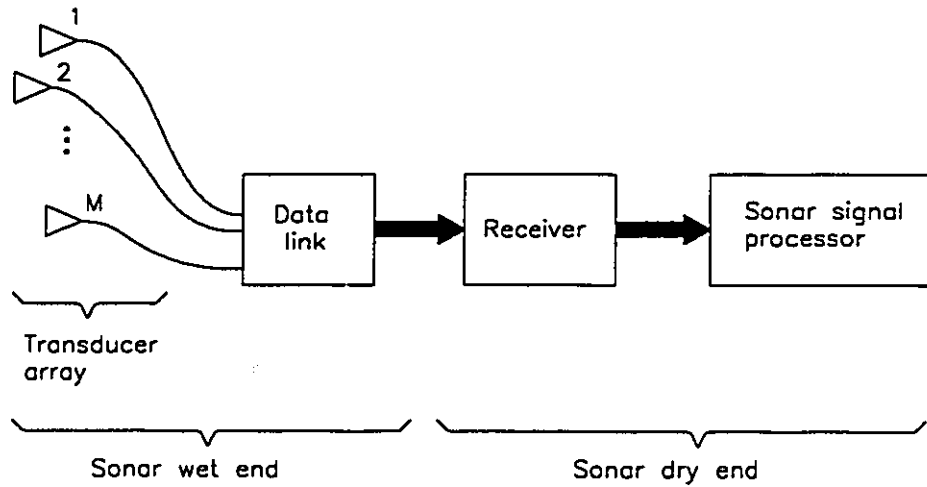 1
2
M
Data
link
Receiver
Sonar signal
processor
Transducer
array
Sonar wet end
Sonar dry end